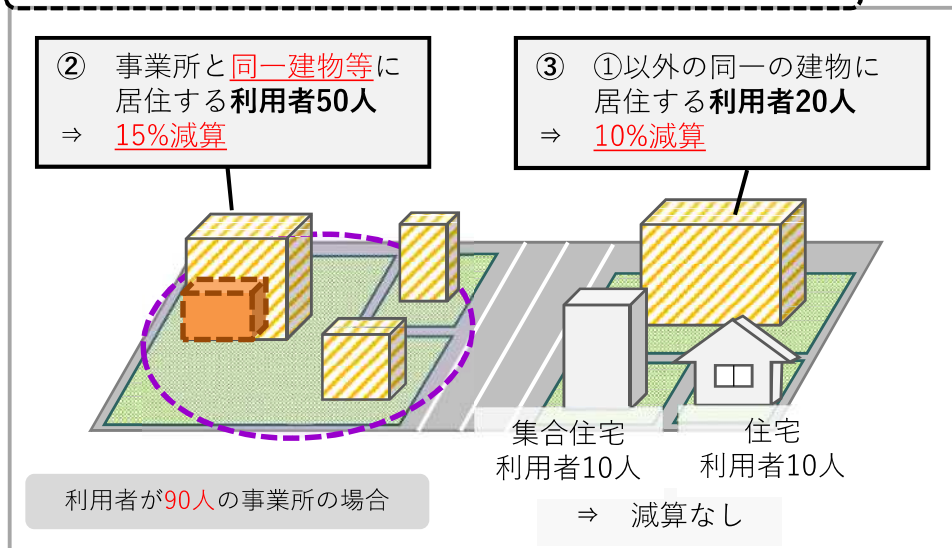 ② 事業所と同一建物等に
居住する利用者50人
⇒ 15%減算
③ ①以外の同一の建物に
居住する利用者20人
⇒ 10%減算
集合住宅
利用者10人
住宅
利用者10人
⇒ 減算なし
利用者が90人の事業所の場合